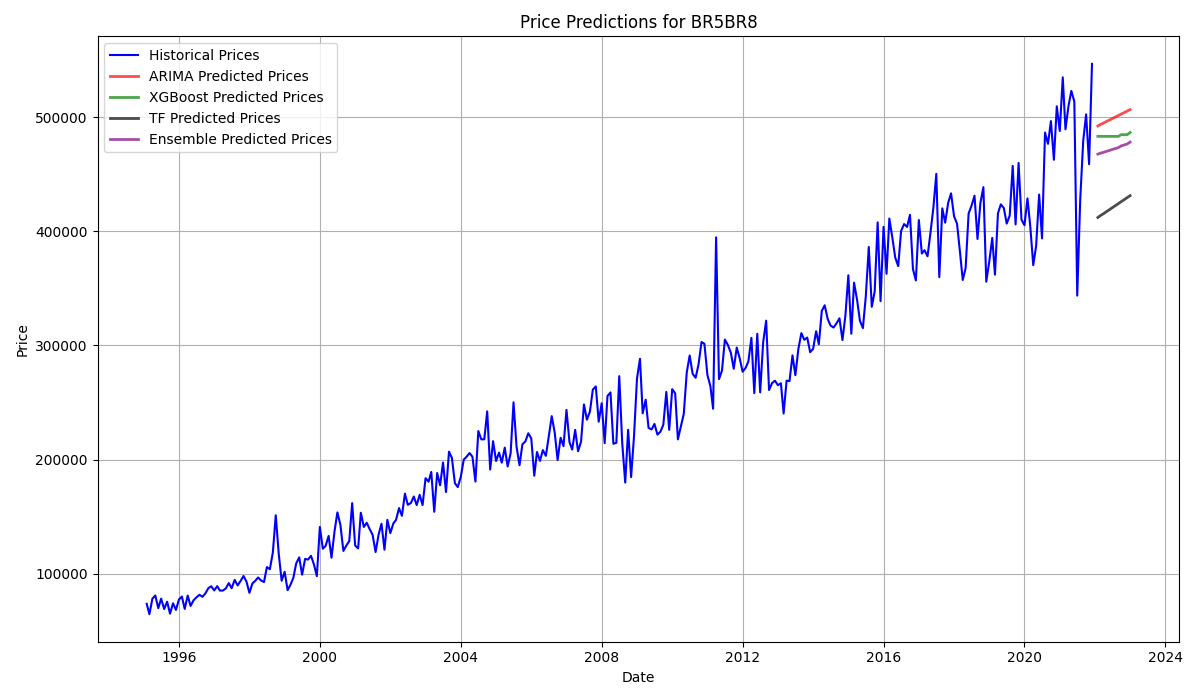 Price Predictions for BR5BR8
Historical Prices
ARIMA Predicted Prices
XGBoost Predicted Prices
TF Predicted Prices
Ensemble Predicted Prices
500000
400000
300000
200000
100000
Price
1996 2000 2004 2008 2012 2016 2020 2024
Date